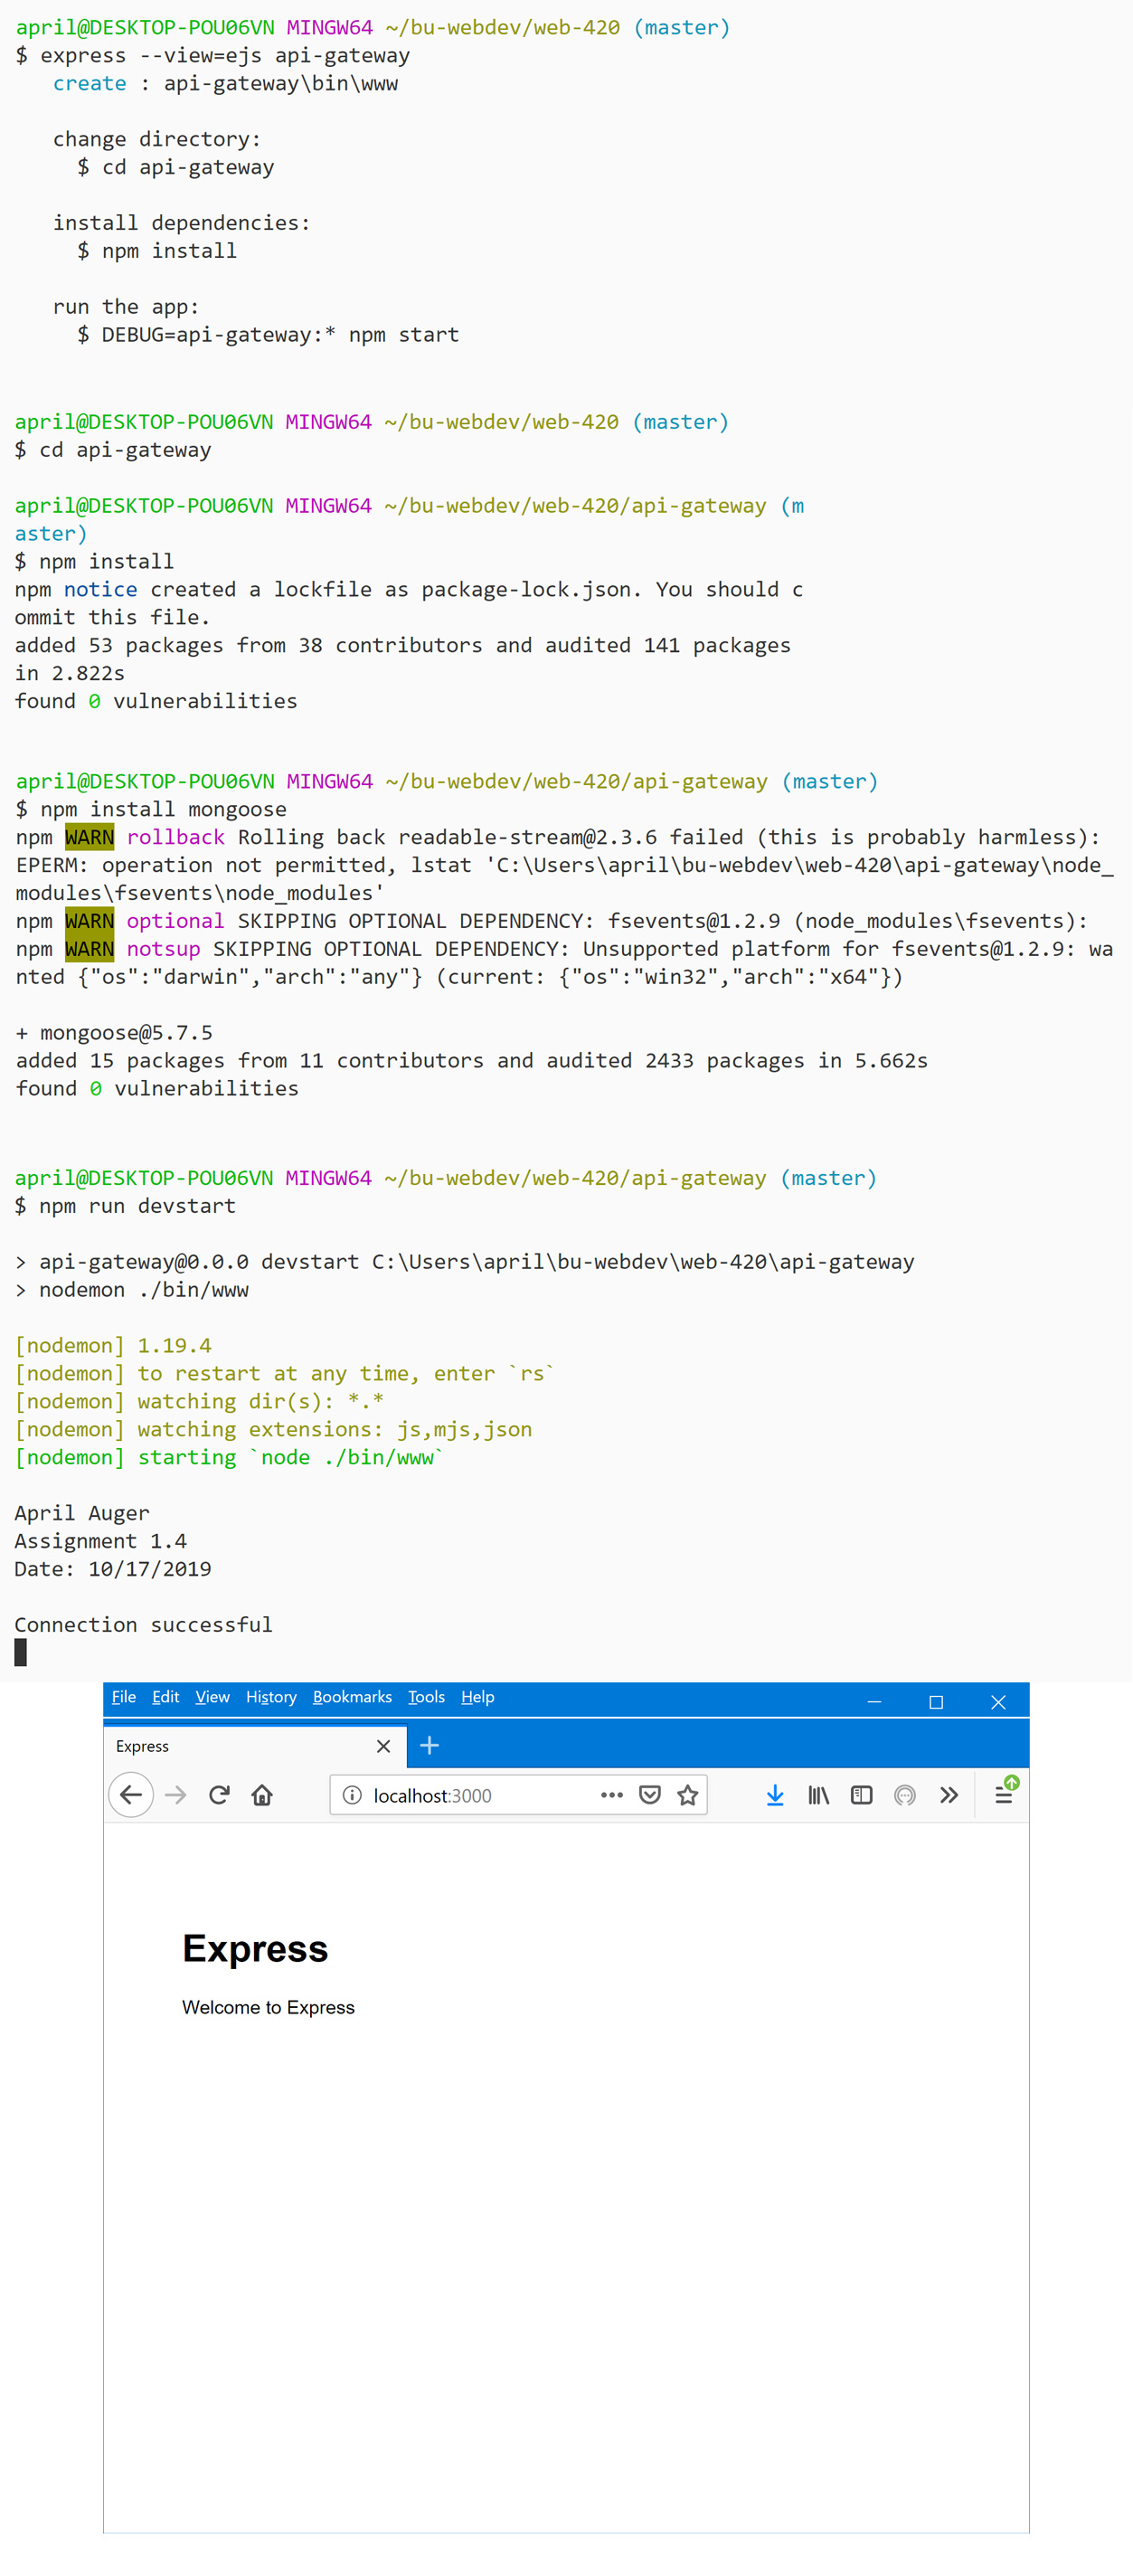 april@DESKTOP-POU06VN MINGW64 ~/bu-webdev/web-420 (master)
$ express --view=ejs api-gateway
create : api-gateway\bin\www
change directory:
$ cd api-gateway
install dependencies:
$ npm install
run the app:
$ DEBUG=api-gateway:* npm start
april@DESKTOP-POU06VN MINGW64 ~/bu-webdev/web-420 (master)
$ cd api-gateway
april@DESKTOP-POU06VN MINGW64 ~/bu-webdev/web-420/api-gateway (m
aster)
$ npm install
npm notice created a lockfile as package-lock.json. You should c
ommit this file.
added 53 packages from 38 contributors and audited 141 packages
in 2.822s
found 0 vulnerabilities
april@DESKTOP-POU06VN MINGW64 ~/bu-webdev/web-420/api-gateway (master)
$ npm install mongoose
npm WARN rollback Rolling back readable-stream@2.3.6 failed (this is probably harmless):
EPERM: operation not permitted, lstat 'C:\Users\april\bu-webdev\web-420\api-gateway\node_
modules\fsevents\node_modules'
npm WARN optional SKIPPING OPTIONAL DEPENDENCY: fsevents@1.2.9 (node_modules\fsevents):
npm WARN notsup SKIPPING OPTIONAL DEPENDENCY: Unsupported platform for fsevents@1.2.9: wa
nted {"os":"darwin","arch":"any"} (current: {"os":"win32","arch":"x64"})
+ mongoose@5.7.5
added 15 packages from 11 contributors and audited 2433 packages in 5.662s
found 0 vulnerabilities
april@DESKTOP-POU06VN MINGW64 ~/bu-webdev/web-420/api-gateway (master)
$ npm run devstart
> api-gateway@0.0.0 devstart C:\Users\april\bu-webdev\web-420\api-gateway
> nodemon ./bin/www
[nodemon] 1.19.4
[nodemon] to restart at any time, enter `rs`
[nodemon] watching dir(s): *.*
[nodemon] watching extensions: js,mjs,json
[nodemon] starting `node ./bin/www`
April Auger
Assignment 1.4
Date: 10/17/2019
Connection successful
File Edit View History Bookmarks Tools Help
Express
localhost:3000
Express
Welcome to Express